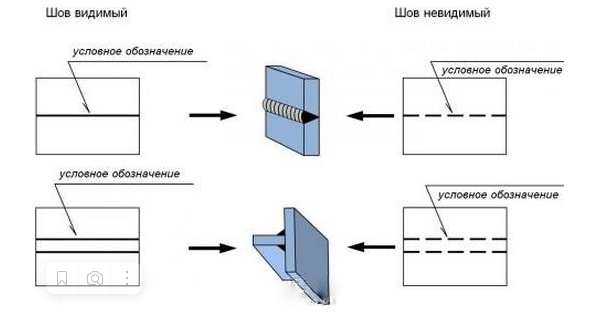 Шов видимый
Шов невидимый
условное обозначение
условное обозначение
условное обозначение
условное обозначение